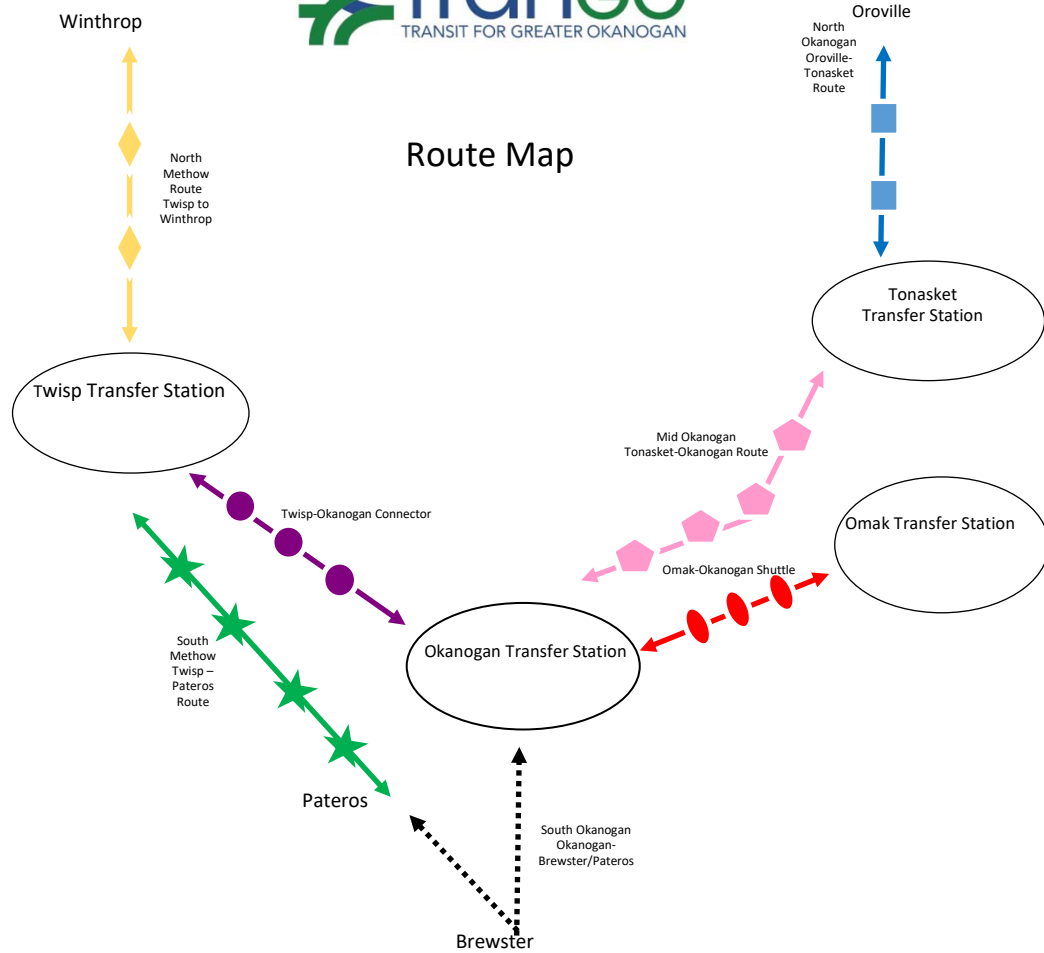 TranGO
TRANSIT FOR GREATER OKANOGAN
Winthrop
Oroville
North
Okanogan
Oroville-
Tonasket
Route
Route Map
North
Methow
Route
Twisp to
Winthrop
Tonasket
Transfer Station
Twisp Transfer Station
Mid Okanogan
Tonasket-Okanogan Route
Twisp-Okanogan Connector
Omak Transfer Station
Omak-Okanogan Shuttle
South
Methow
Twisp –
Pateros
Route
Okanogan Transfer Station
Pateros
South Okanogan
Okanogan-
Brewster/Pateros
Brewster